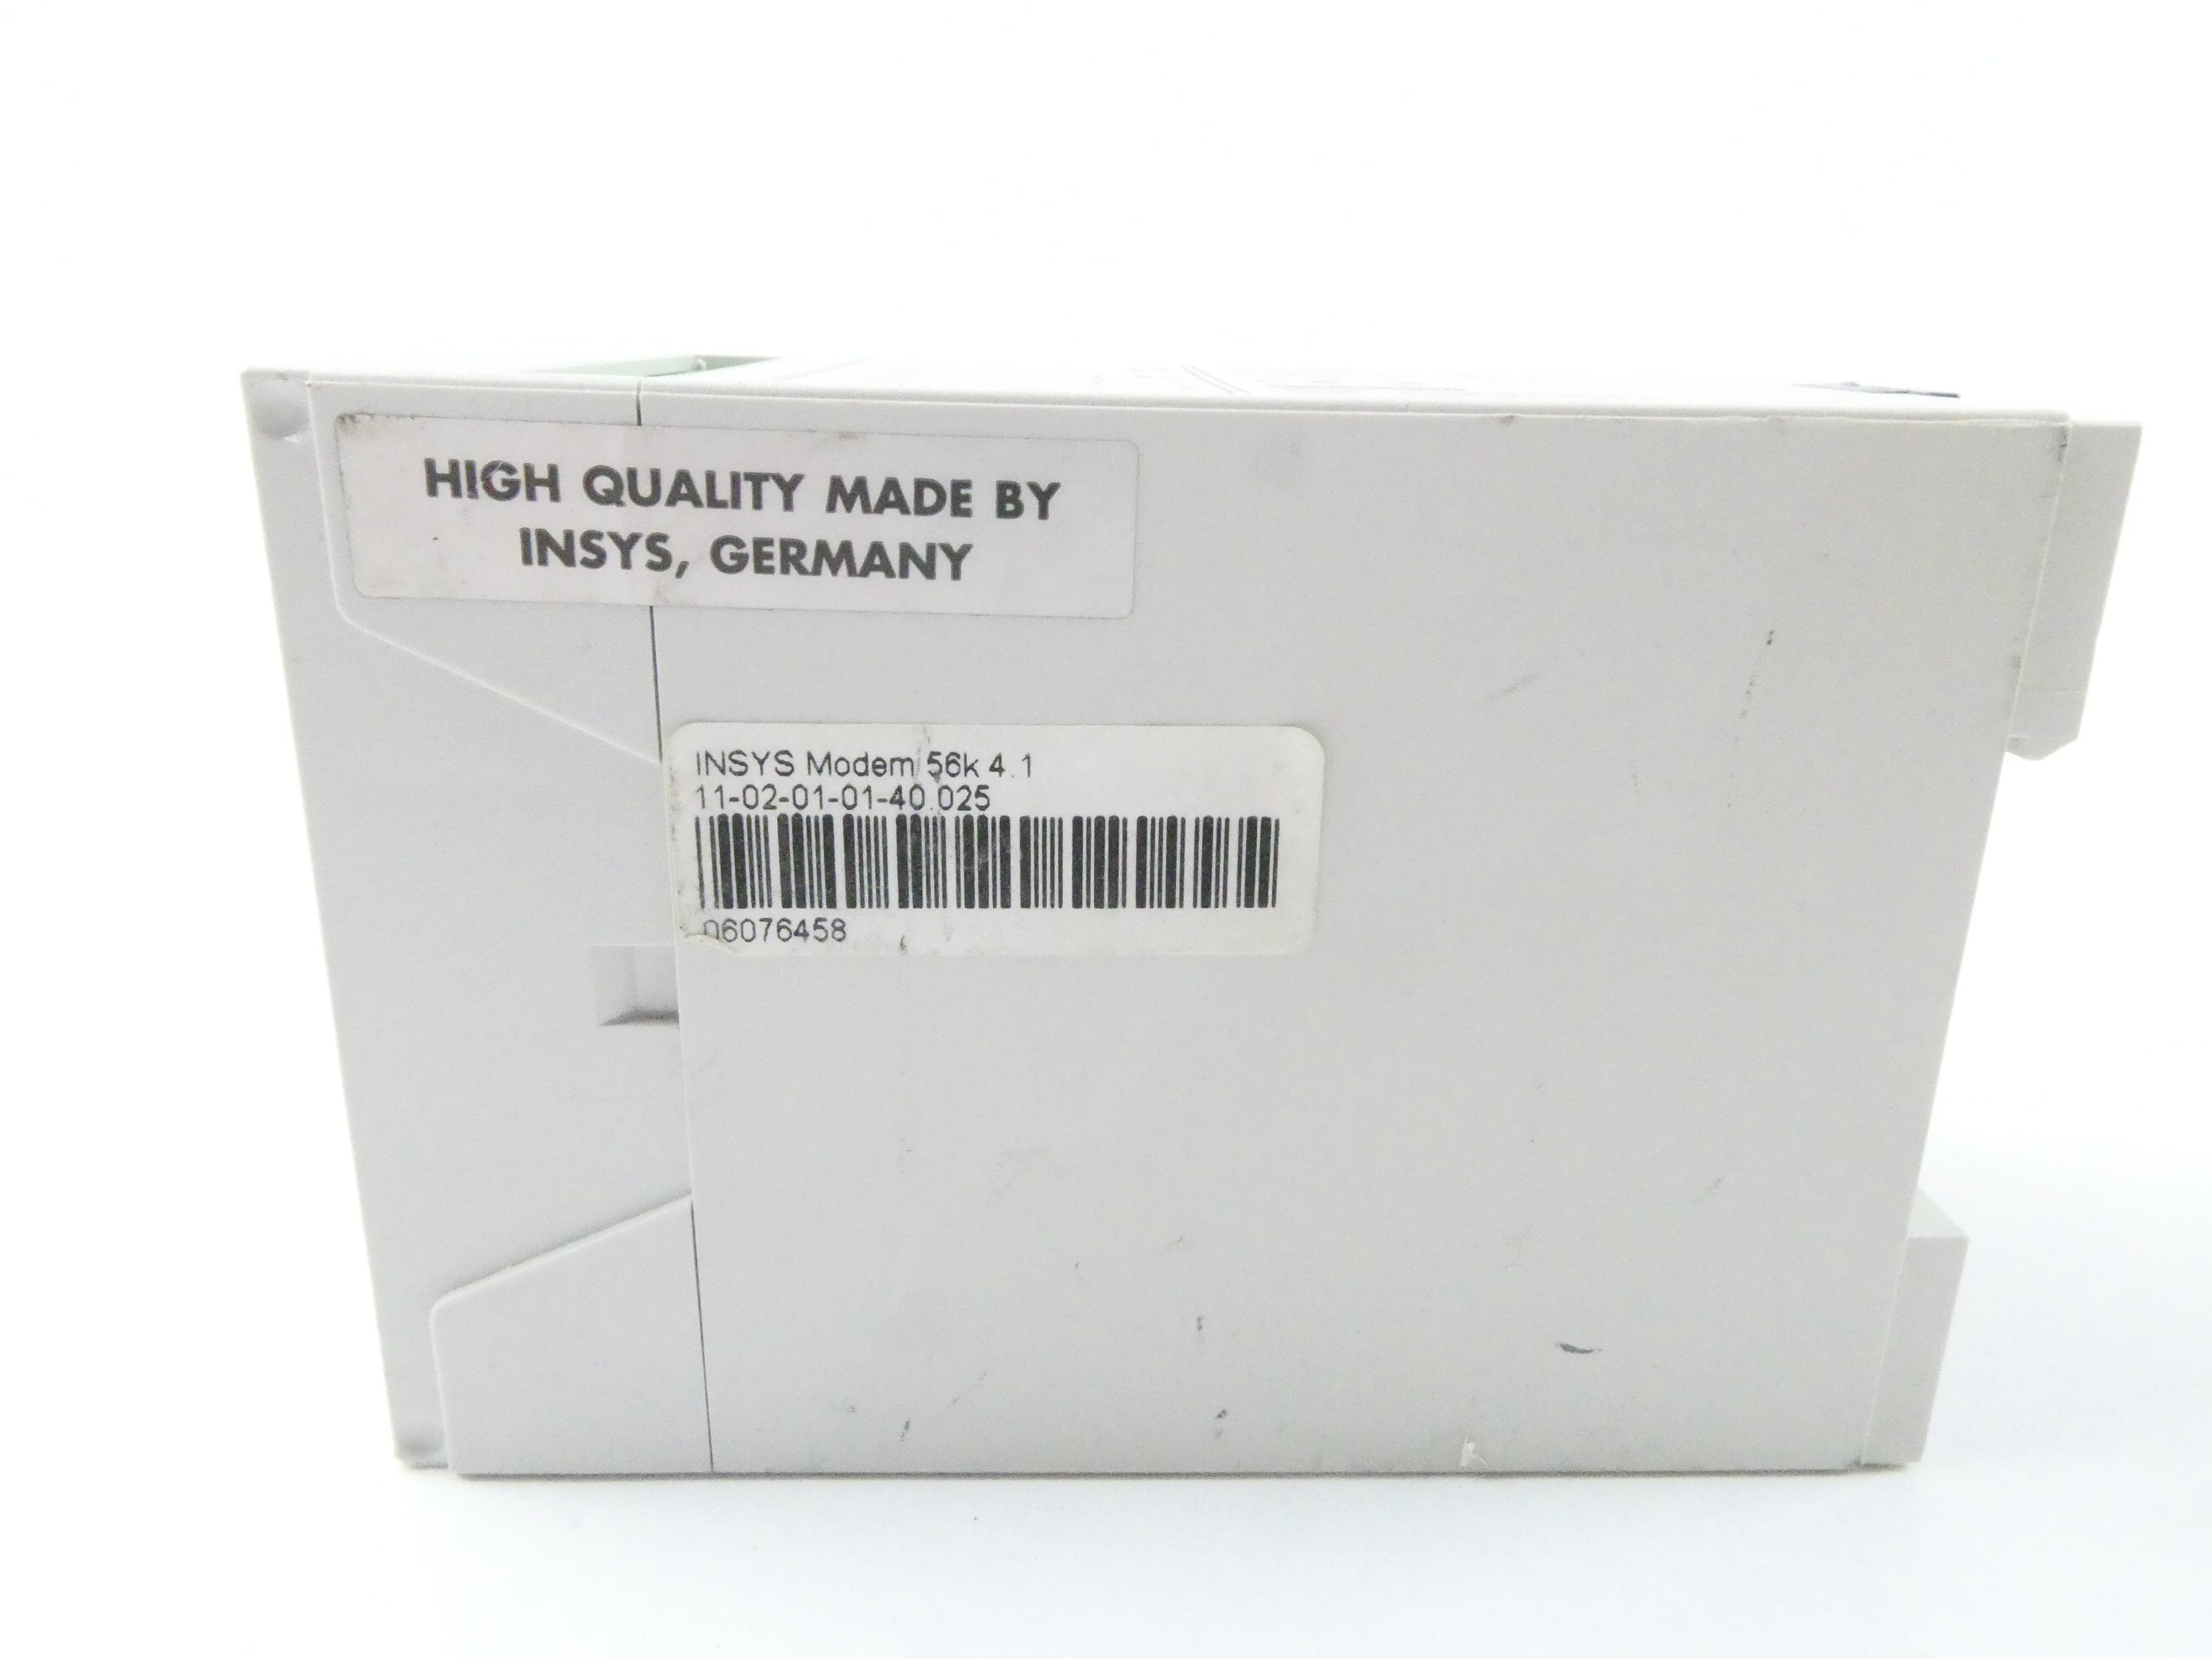 HIGH QUALITY MADE BY
INSYS, GERMANY
INSYS Modem 56k 4.1
11-02-01-01-40.025
06076458